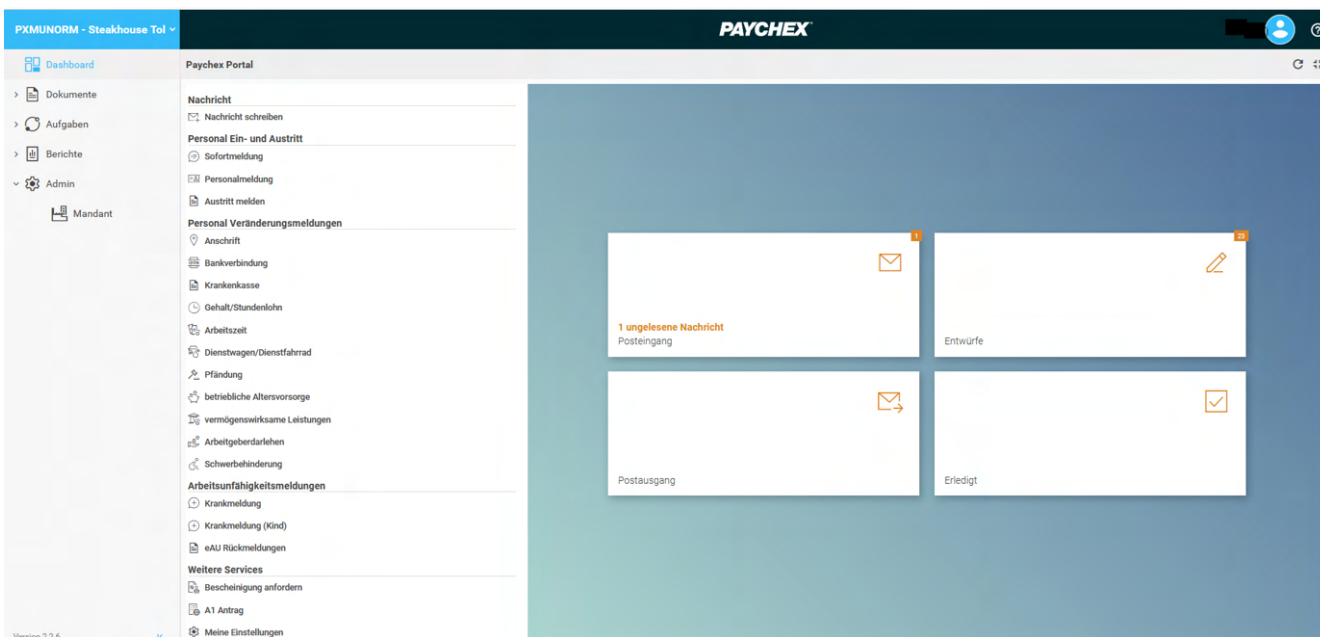 PXMUNORM - Steakhouse Tol
PAYCHEX
Dashboard
Paychex Portal
Dokumente
Aufgaben
Berichte
Admin
Mandant
Nachricht
Nachricht schreiben
Personal Ein- und Austritt
Sofortmeldung
Personalmeldung
Austritt melden
Personal Veränderungsmeldungen
Anschrift
Bankverbindung
Krankenkasse
Gehalt/Stundenlohn
Arbeitszeit
Dienstwagen/Dienstfahrrad
Pfändung
betriebliche Altersvorsorge
vermögenswirksame Leistungen
Arbeitgeberdarlehen
Schwerbehinderung
Arbeitsunfähigkeitsmeldungen
Krankmeldung
Krankmeldung (Kind)
eAU Rückmeldungen
Weitere Services
Bescheinigung anfordern
A1 Antrag
Meine Einstellungen
1
1 ungelesene Nachricht
Posteingang
23
Entwürfe
Postausgang
Erledigt